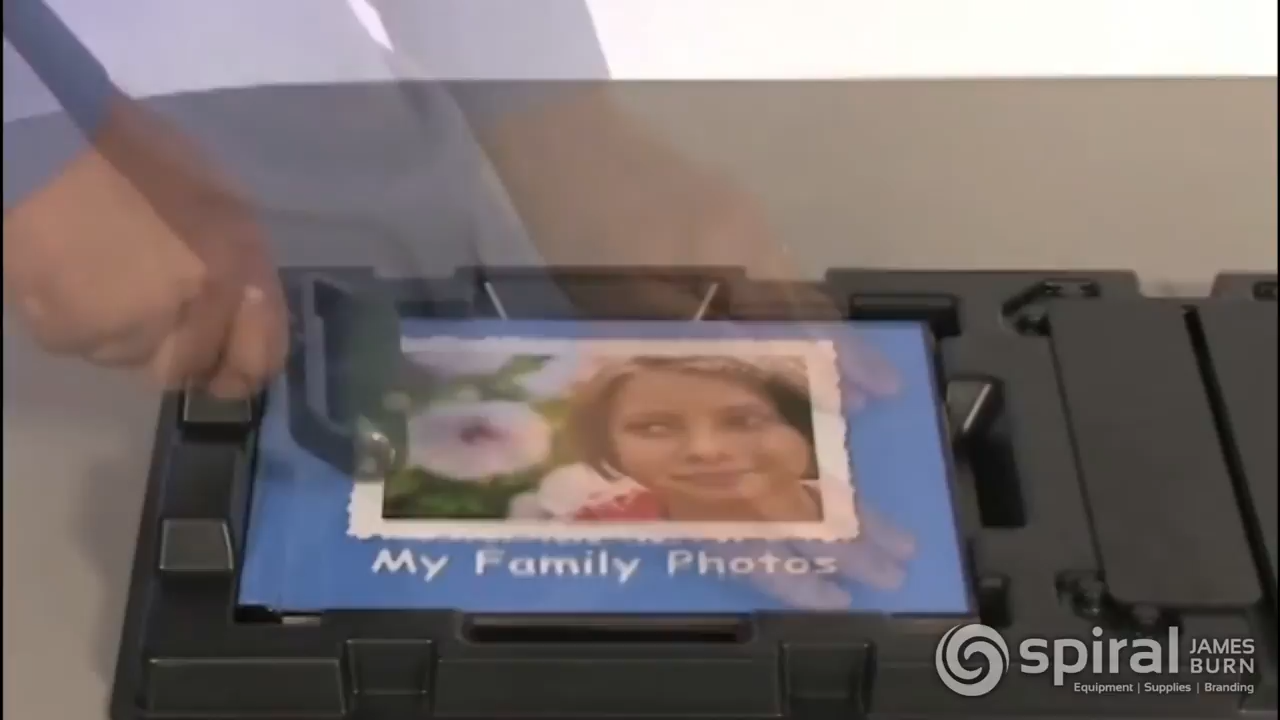 My Family Photos
spiral JAMES
BURN
Equipment | Supplies | Branding